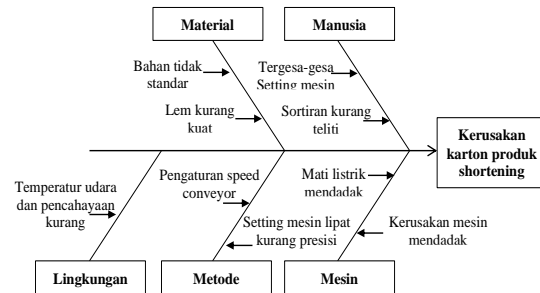 Material
Manusia
Bahan tidak
standar
Tergesa-gesa
Setting mesin
Lem kurang
kuat
Sortiran kurang
teliti
Kerusakan
karton produk
shortening
Temperatur udara
dan pencahayaan
kurang
Pengaturan speed
conveyor
Mati listrik
mendadak
Setting mesin lipat
kurang presisi
Kerusakan mesin
mendadak
Lingkungan
Metode
Mesin